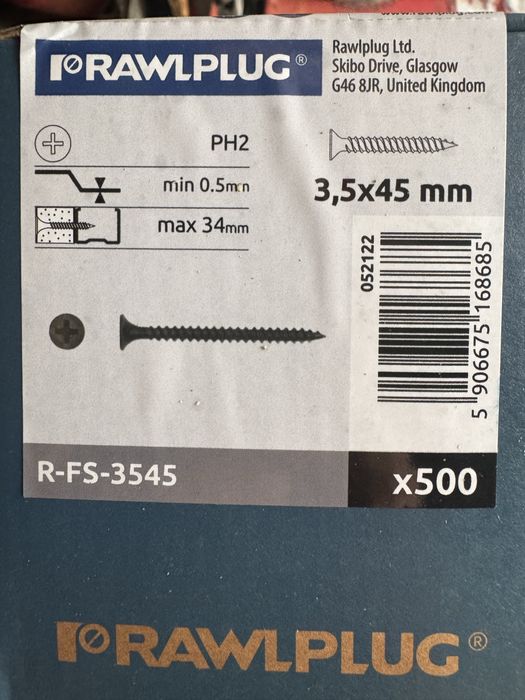 RAWLPLUG®
Rawlplug Ltd.
Skibo Drive, Glasgow
G46 8JR, United Kingdom
PH2
min 0.5mm
max 34mm
3,5x45 mm
052122
5 906675 168685
R-FS-3545
x500
RAWLPLUG®